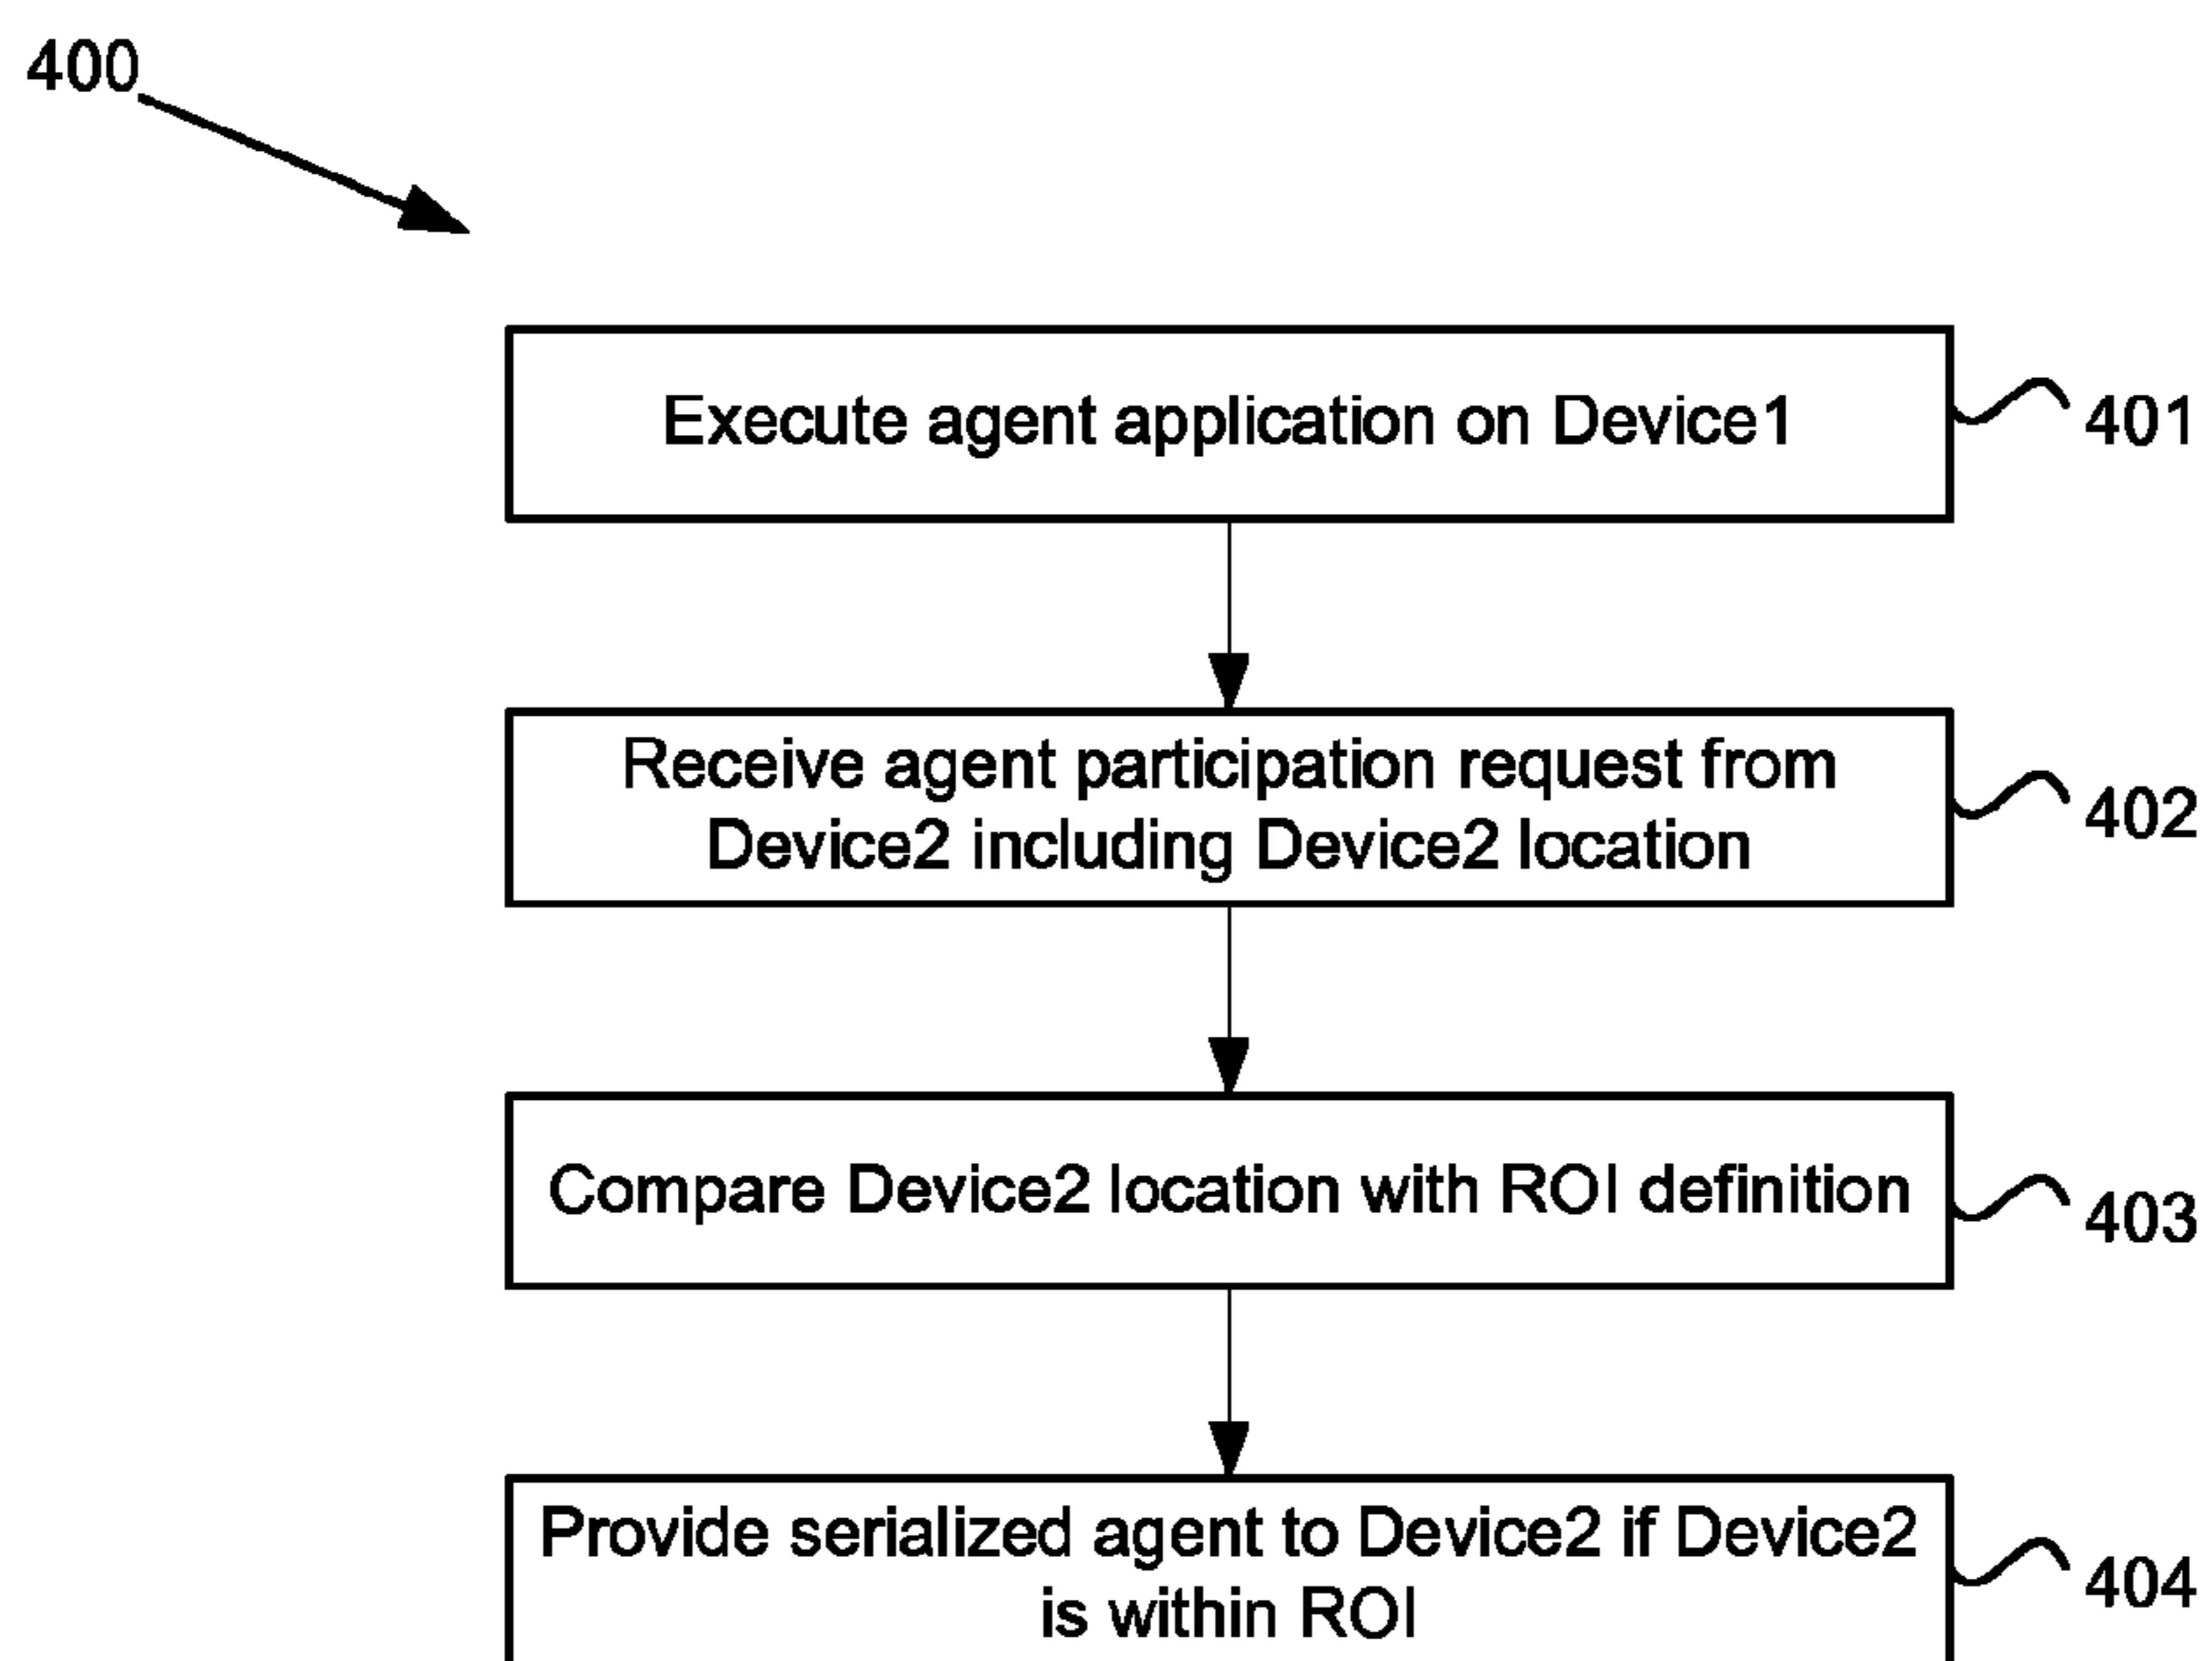 400
Execute agent application on Device1
401
Receive agent participation request from
Device2 including Device2 location
402
Compare Device2 location with ROI definition
403
Provide serialized agent to Device2 if Device2
is within ROI
404